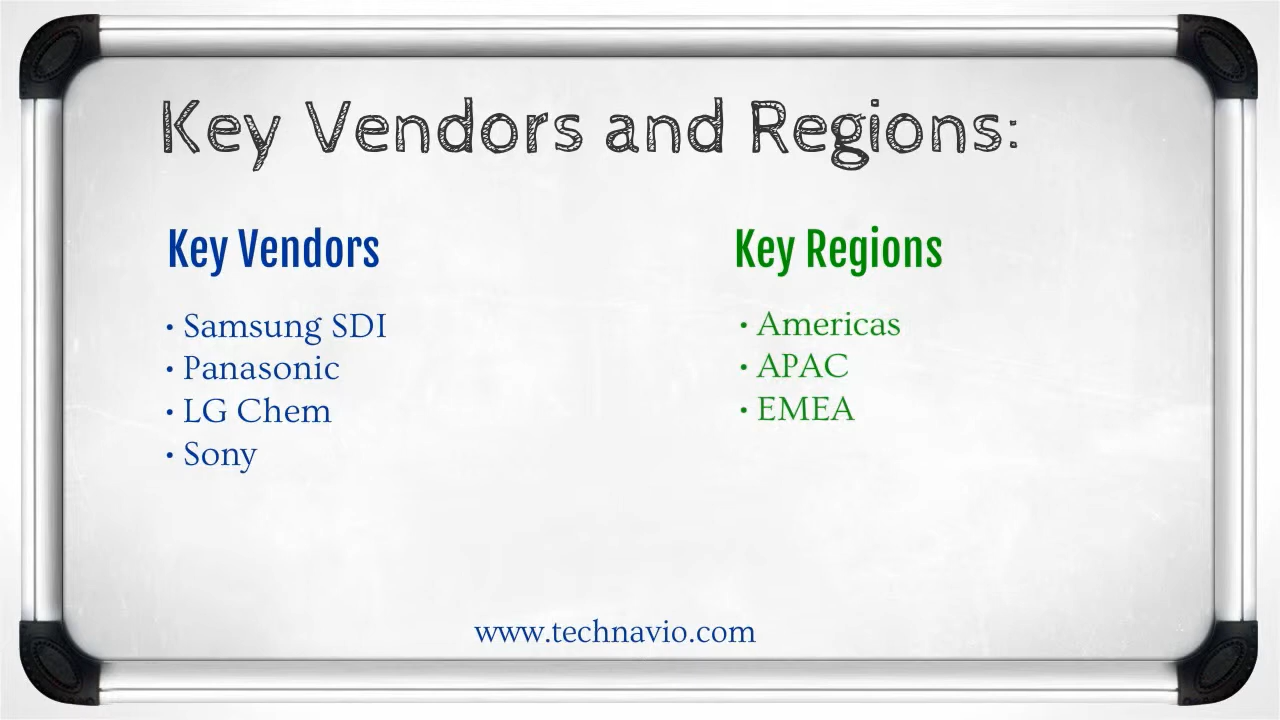 Key Vendors and Regions:
Key Vendors
• Samsung SDI
• Panasonic
• LG Chem
• Sony
Key Regions
• Americas
• APAC
• EMEA
www.technavio.com